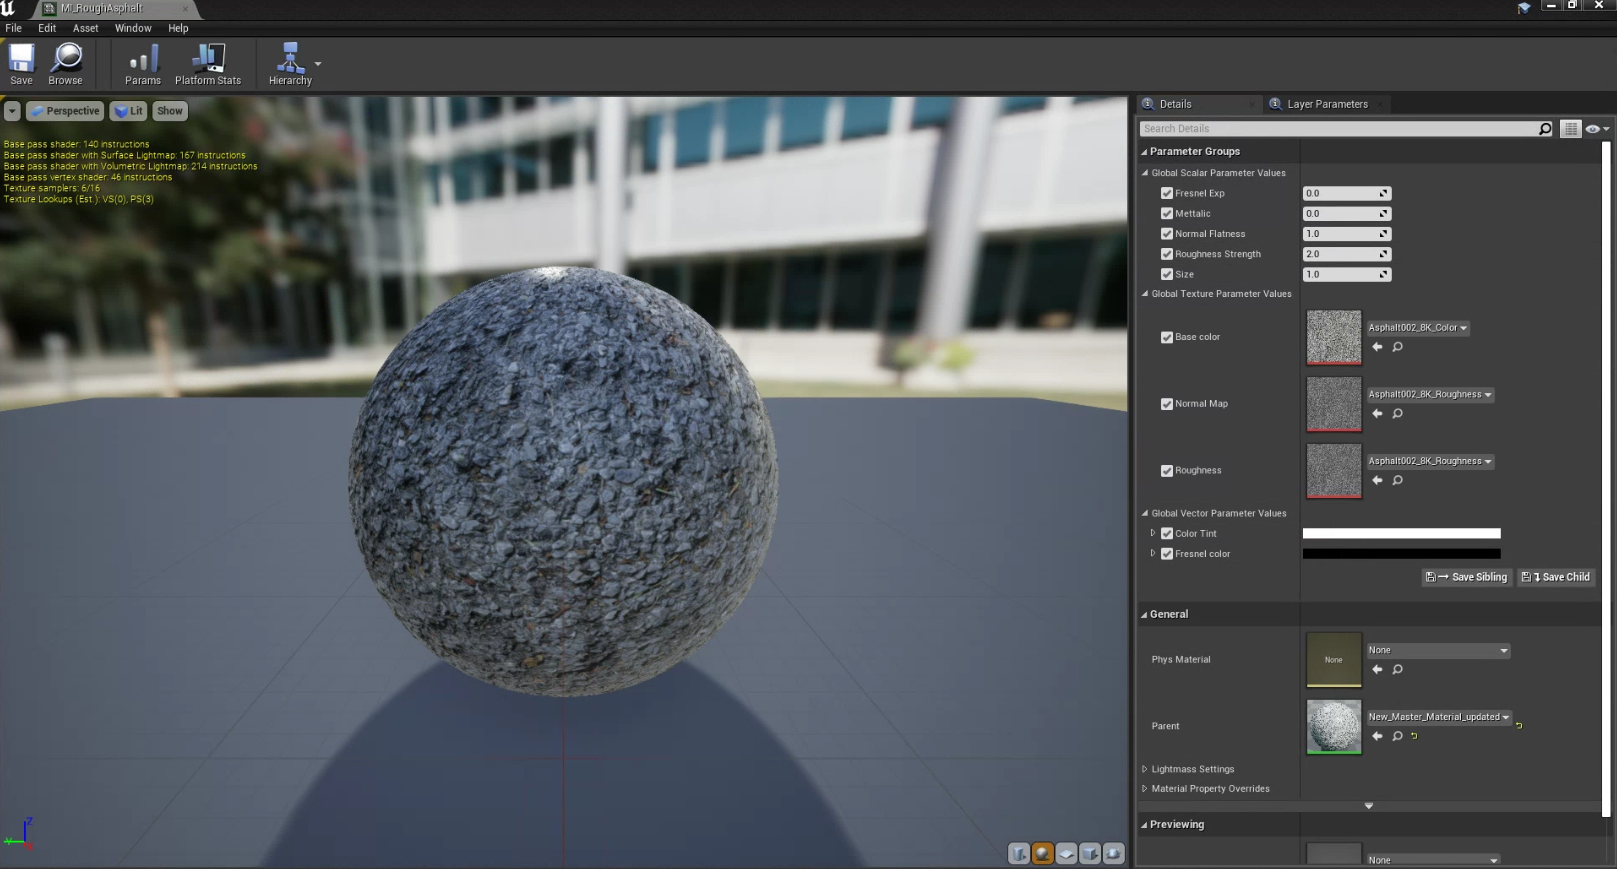 MI_RoughAsphalt
File Edit Asset Window Help
Save Browse Params Platform Stats Hierarchy
Perspective Lit Show
Base pass shader: 140 instructions
Base pass shader with Surface Lightmap: 167 instructions
Base pass shader with Volumetric Lightmap: 214 instructions
Base pass vertex shader: 46 instructions
Texture samplers: 6/16
Texture Lookups (Est.): VS(0), PS(3)
Z
Y
Details Layer Parameters
Search Details
Parameter Groups
Global Scalar Parameter Values
Fresnel Exp 0.0
Mettalic 0.0
Normal Flatness 1.0
Roughness Strength 2.0
Size 1.0
Global Texture Parameter Values
Base color Asphalt002_8K_Color
Normal Map Asphalt002_8K_Roughness
Roughness Asphalt002_8K_Roughness
Global Vector Parameter Values
Color Tint
Fresnel color
Save Sibling Save Child
General
Phys Material None None
Parent New_Master_Material_updated
Lightmass Settings
Material Property Overrides
Previewing
None